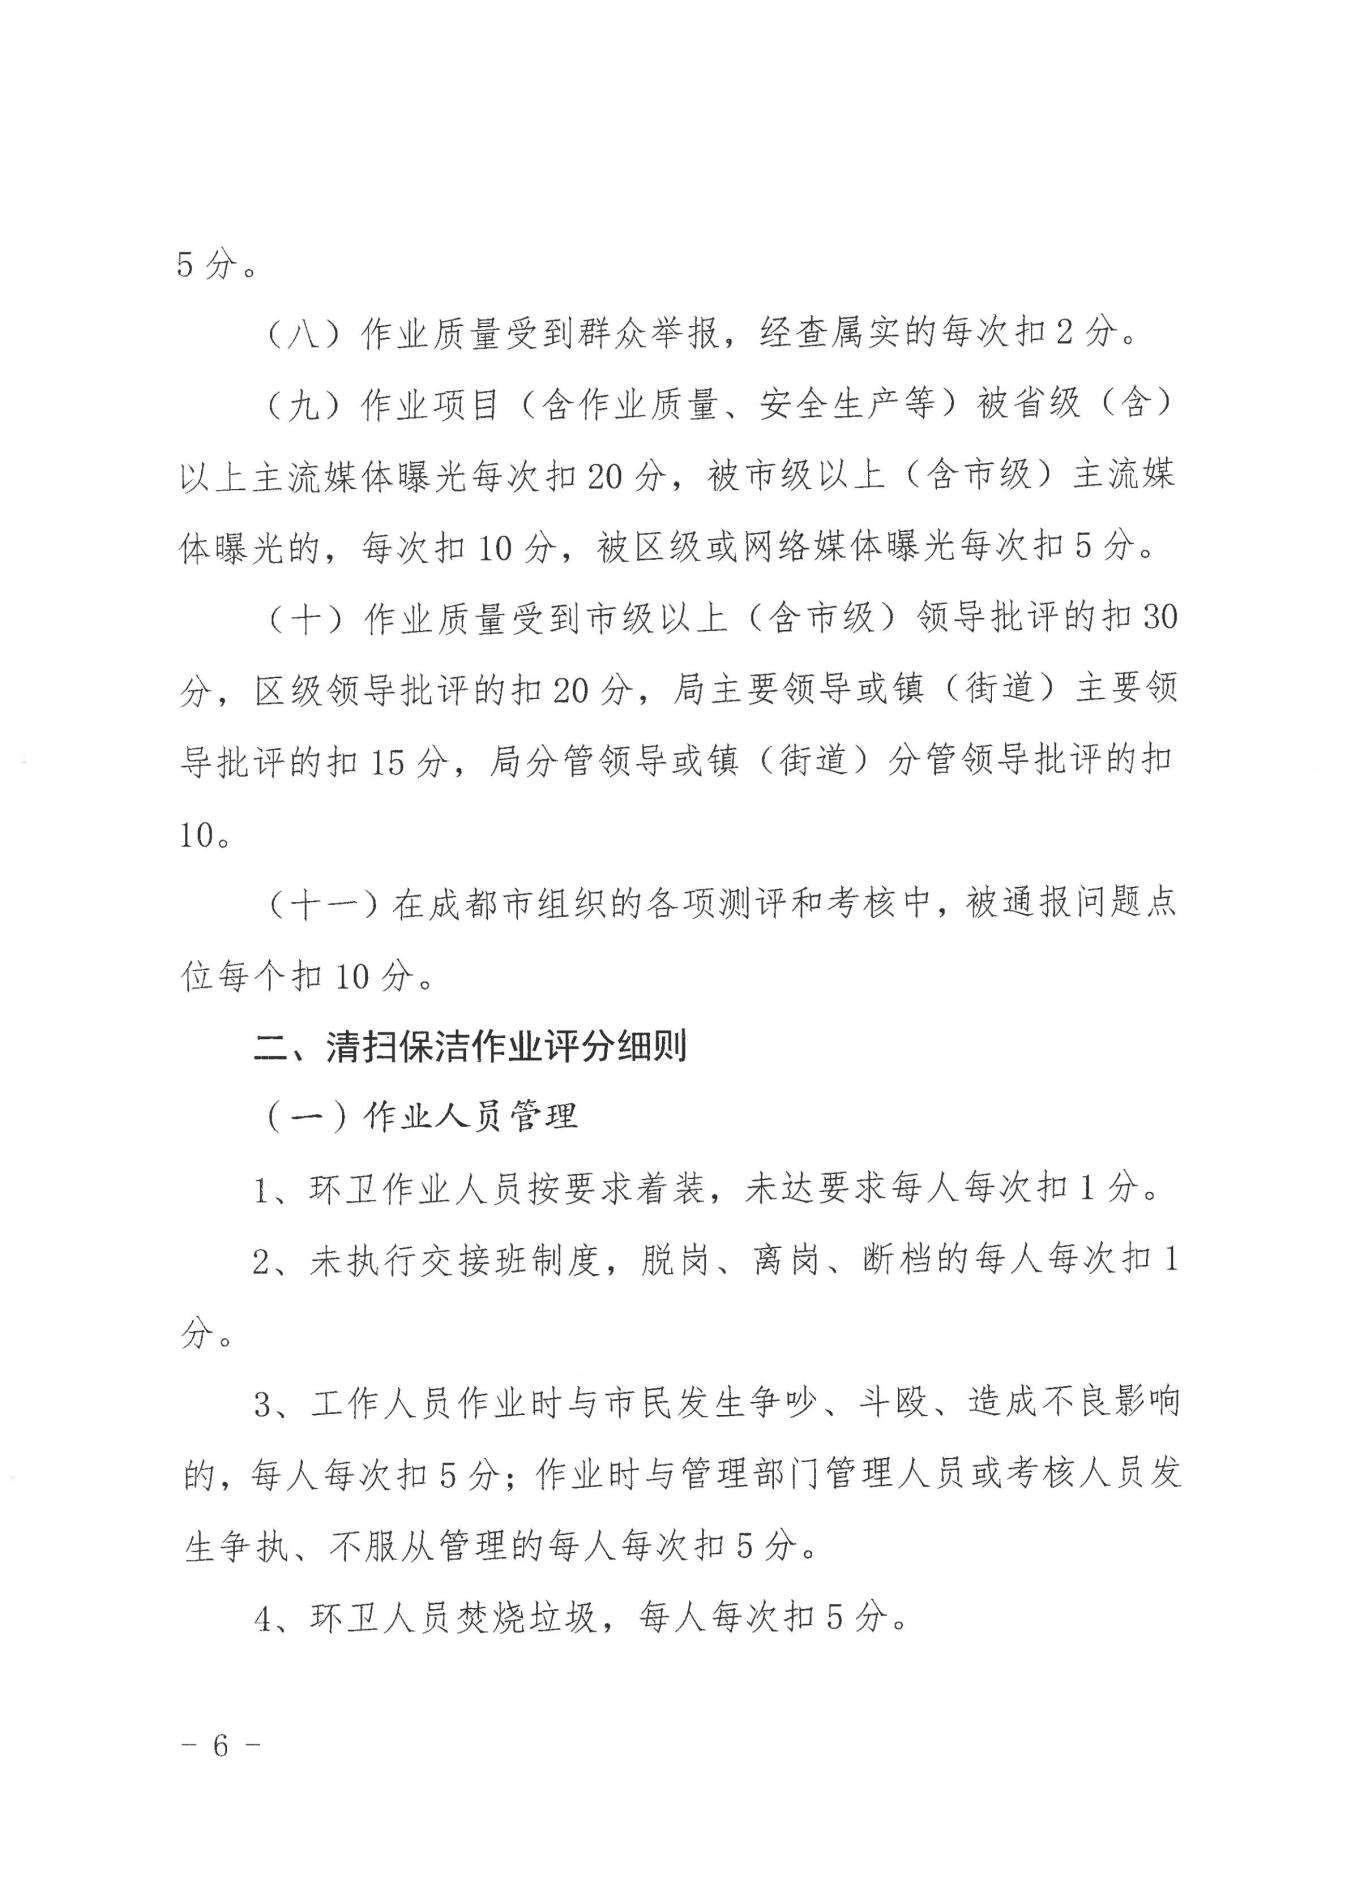 5分。
（八）作业质量受到群众举报，经查属实的每次扣2分。
（九）作业项目（含作业质量、安全生产等）被省级（含）
以上主流媒体曝光每次扣20分，被市级以上（含市级）主流媒
体曝光的，每次扣10分，被区级或网络媒体曝光每次扣5分。
（十）作业质量受到市级以上（含市级）领导批评的扣30
分，区级领导批评的扣20分，局主要领导或镇（街道）主要领
导批评的扣15分，局分管领导或镇（街道）分管领导批评的扣
10。
（十一）在成都市组织的各项测评和考核中，被通报问题点
位每个扣10分。
二、清扫保洁作业评分细则
（一）作业人员管理
1、环卫作业人员按要求着装，未达要求每人每次扣1分。
2、未执行交接班制度，脱岗、离岗、断档的每人每次扣1
分。
3、工作人员作业时与市民发生争吵、斗殴、造成不良影响
的，每人每次扣5分；作业时与管理部门管理人员或考核人员发
生争执、不服从管理的每人每次扣5分。
4、环卫人员焚烧垃圾，每人每次扣5分。
- 6 -